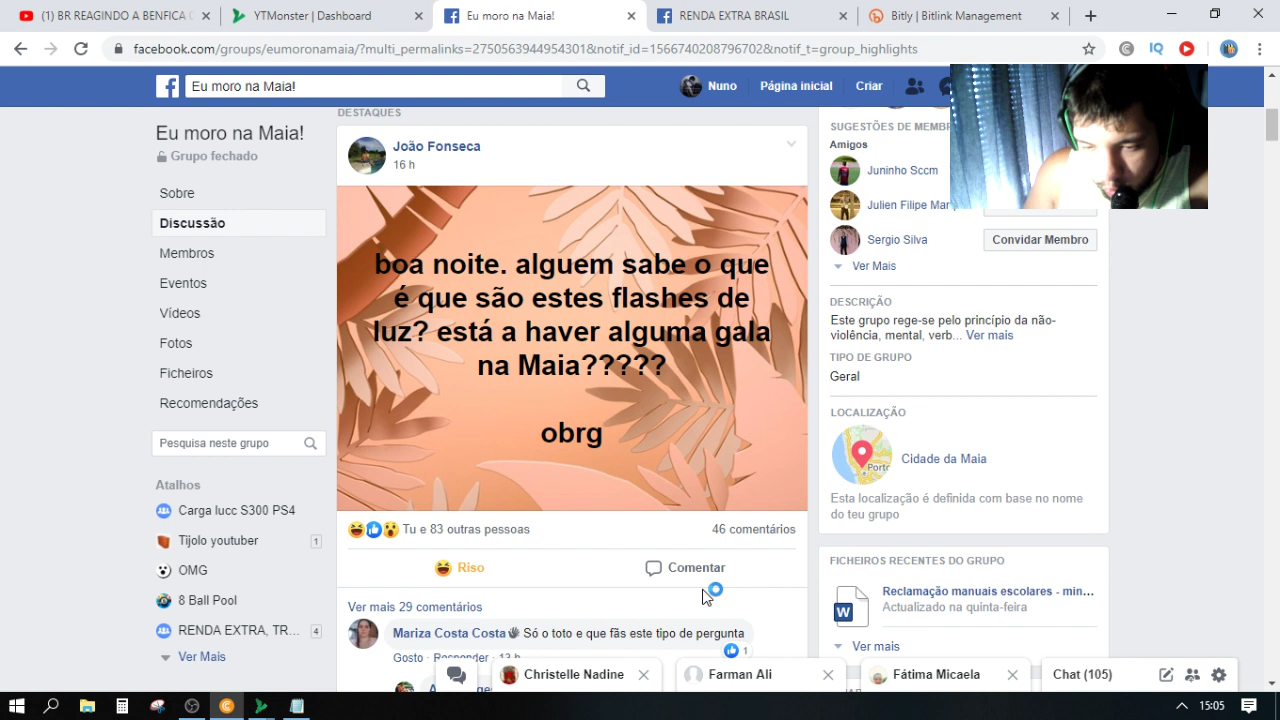 (1) BR REAGINDO A BENFICA
YTMonster | Dashboard
Eu moro na Maia!
RENDA EXTRA BRASIL
Bitly | Bitlink Management
facebook.com/groups/eumoronamaia/?multi_permalinks=2750563944954301&notif_id=1566740208796702&notif_t=group_highlights
Eu moro na Maia!
Nuno
Página inicial
Criar
Eu moro na Maia!
Grupo fechado
Sobre
Discussão
Membros
Eventos
Vídeos
Fotos
Ficheiros
Recomendações
Pesquisa neste grupo
Atalhos
Carga lucc S300 PS4
Tijolo youtuber 1
OMG
8 Ball Pool
RENDA EXTRA, TR... 4
Ver Mais
DESTAQUES
João Fonseca
16 h
boa noite. alguem sabe o que
é que são estes flashes de
luz? está a haver alguma gala
na Maia?????
obrg
Tu e 83 outras pessoas
46 comentários
Riso
Comentar
Ver mais 29 comentários
Mariza Costa Costa Só o toto e que fãs este tipo de pergunta
1
Gosto · Responder · 13 h
SUGESTÕES DE MEMB
Amigos
Juninho Sccm
Julien Filipe Mar
Sergio Silva
Convidar Membro
Ver Mais
DESCRIÇÃO
Este grupo rege-se pelo princípio da não-
violência, mental, verb... Ver mais
TIPO DE GRUPO
Geral
LOCALIZAÇÃO
Porto
Cidade da Maia
Esta localização é definida com base no nome
do teu grupo
FICHEIROS RECENTES DO GRUPO
W
Reclamação manuais escolares - min...
Actualizado na quinta-feira
Ver mais
Christelle Nadine
Farman Ali
Fátima Micaela
Chat (105)
15:05